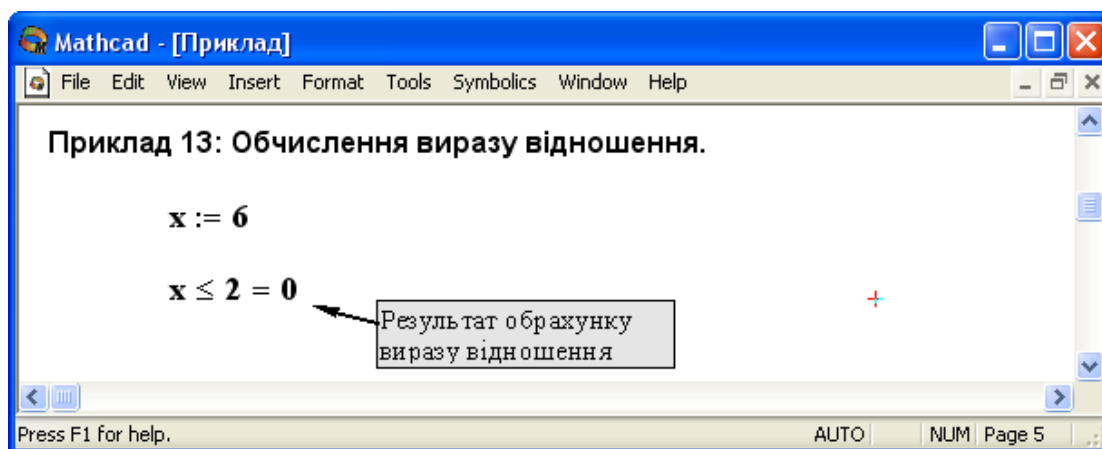 Mathcad - [Приклад]
File Edit View Insert Format Tools Symbolics Window Help
Приклад 13: Обчислення виразу відношення.
x := 6
x ≤ 2 = 0
Результат обрахунку
виразу відношення
Press F1 for help. AUTO NUM Page 5